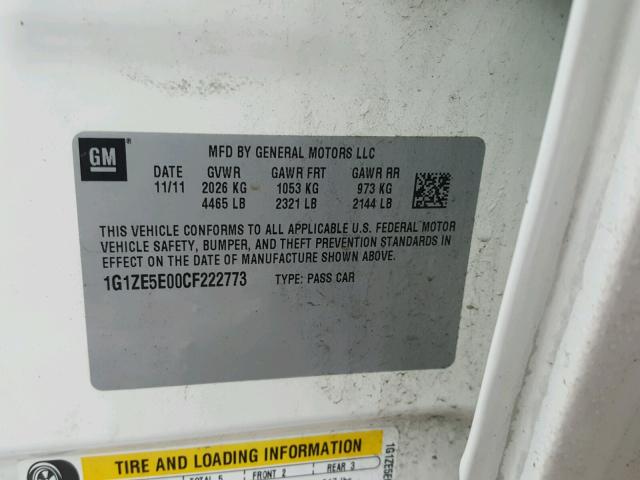 GM
MFD BY GENERAL MOTORS LLC
DATE GVWR GAWR FRT GAWR RR
11/11 2026 KG 1053 KG 973 KG
4465 LB 2321 LB 2144 LB
THIS VEHICLE CONFORMS TO ALL APPLICABLE U.S. FEDERAL MOTOR
VEHICLE SAFETY, BUMPER, AND THEFT PREVENTION STANDARDS IN
EFFECT ON THE DATE OF MANUFACTURE SHOWN ABOVE.
1G1ZE5E00CF222773 TYPE: PASS CAR
TIRE AND LOADING INFORMATION
TOTAL 5 FRONT 2 REAR 3
1G1ZE5E